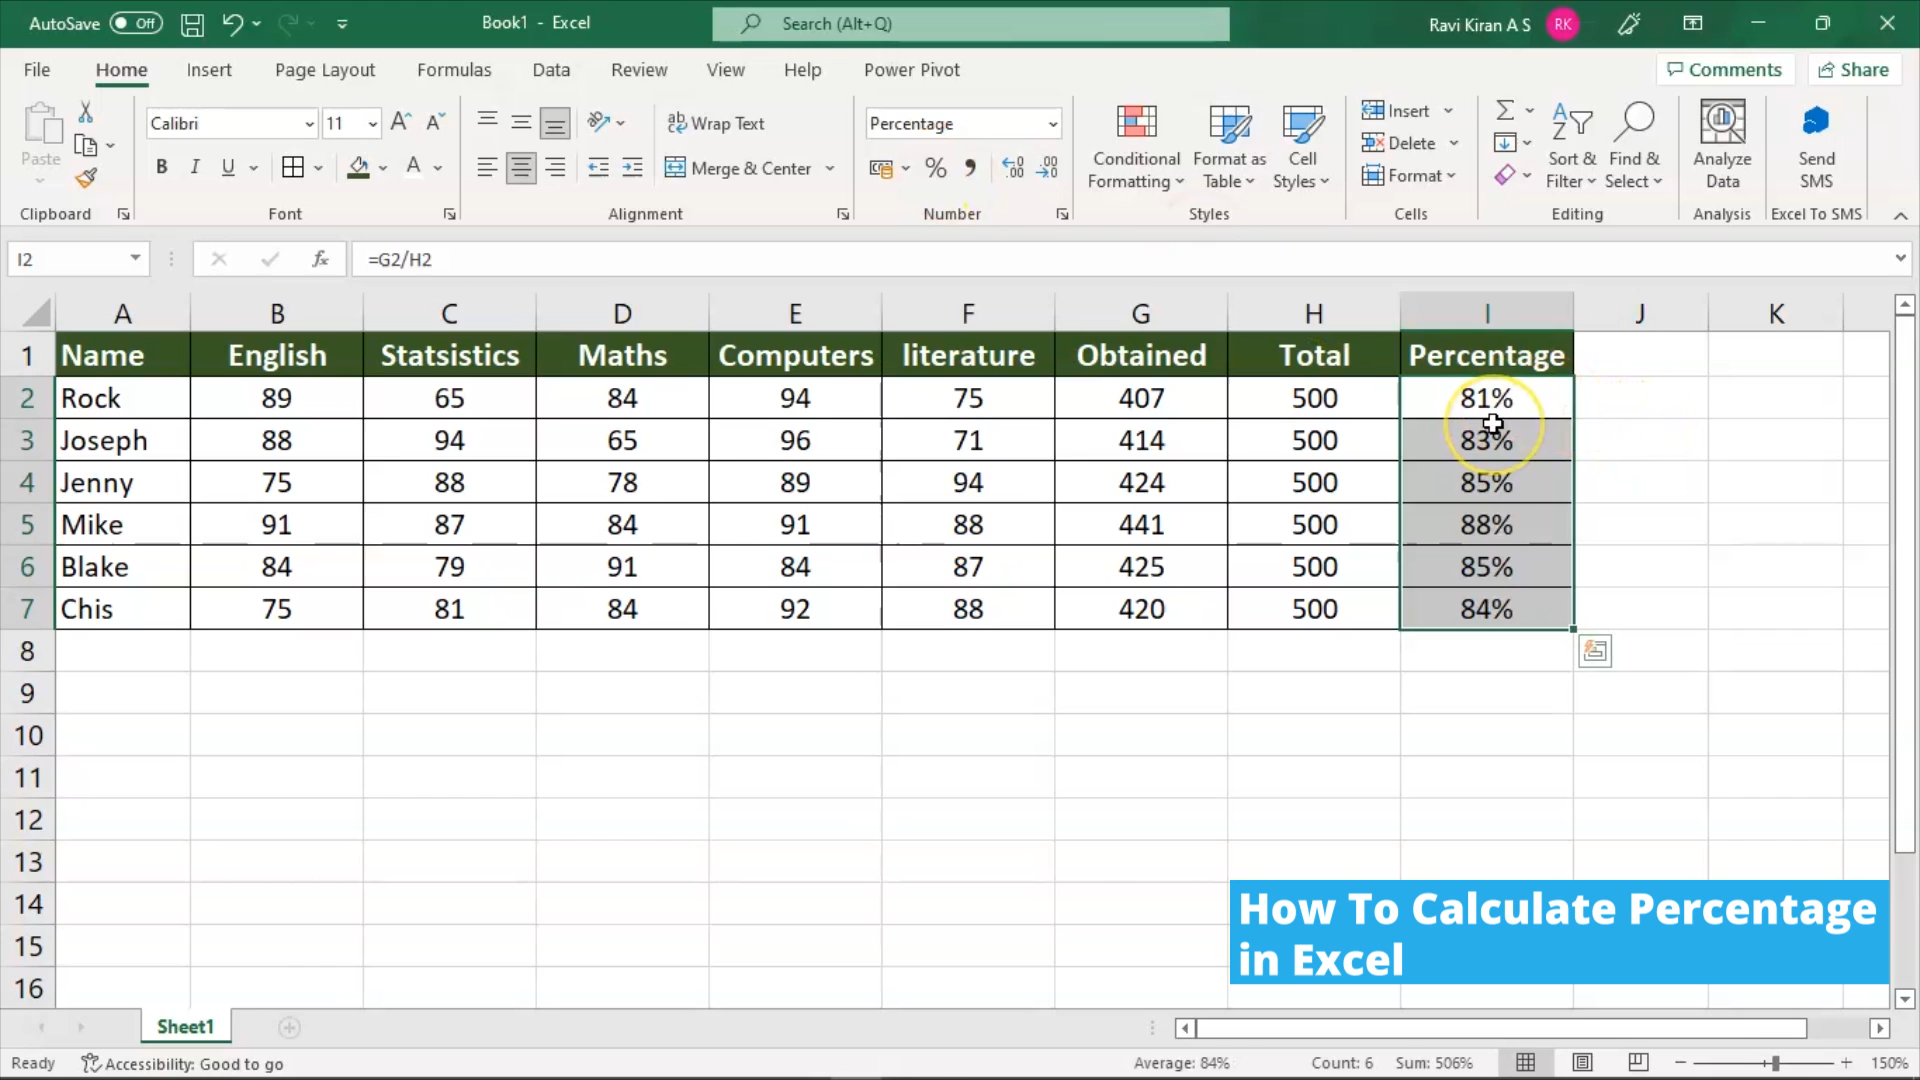 AutoSave Off Book1 - Excel Search (Alt+Q) Ravi Kiran A S RK
File Home Insert Page Layout Formulas Data Review View Help Power Pivot Comments Share
Paste Calibri 11 Wrap Text Percentage Conditional Formatting Format as Table Cell Styles Insert Sort & Filter Find & Select Analyze Data Send SMS
B I U A Merge & Center % Delete
Format
Clipboard Font Alignment Number Styles Cells Editing Analysis Excel To SMS
I2 fx =G2/H2
A B C D E F G H I J K
1 Name English Statsistics Maths Computers literature Obtained Total Percentage
2 Rock 89 65 84 94 75 407 500 81%
3 Joseph 88 94 65 96 71 414 500 83%
4 Jenny 75 88 78 89 94 424 500 85%
5 Mike 91 87 84 91 88 441 500 88%
6 Blake 84 79 91 84 87 425 500 85%
7 Chis 75 81 84 92 88 420 500 84%
8
9
10
11
12
13
14
15
16
How To Calculate Percentage
in Excel
Sheet1
Ready Accessibility: Good to go Average: 84% Count: 6 Sum: 506% 150%